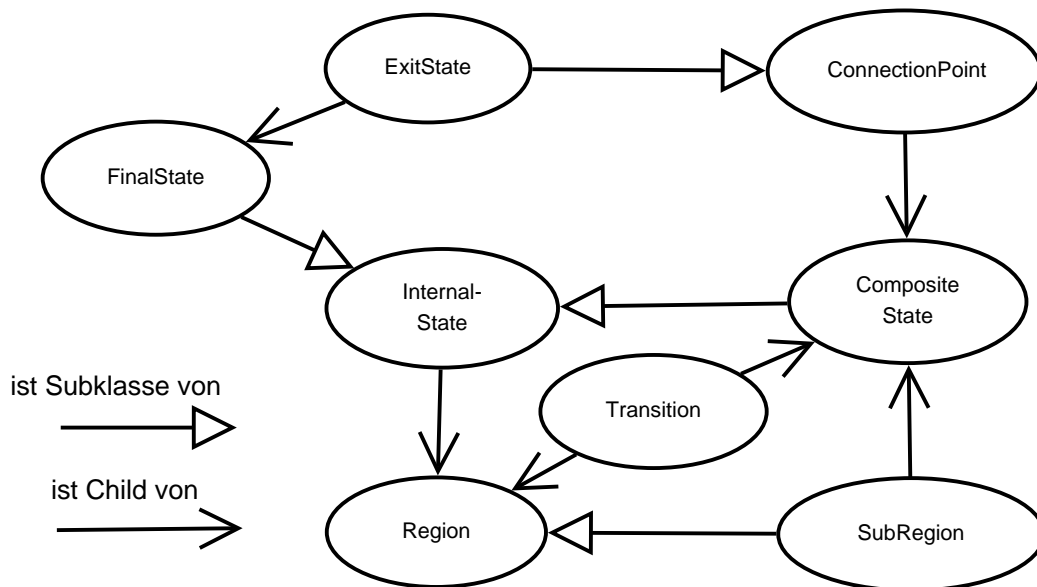 ExitState
ConnectionPoint
FinalState
Internal-
State
Composite
State
ist Subklasse von
Transition
ist Child von
Region
SubRegion